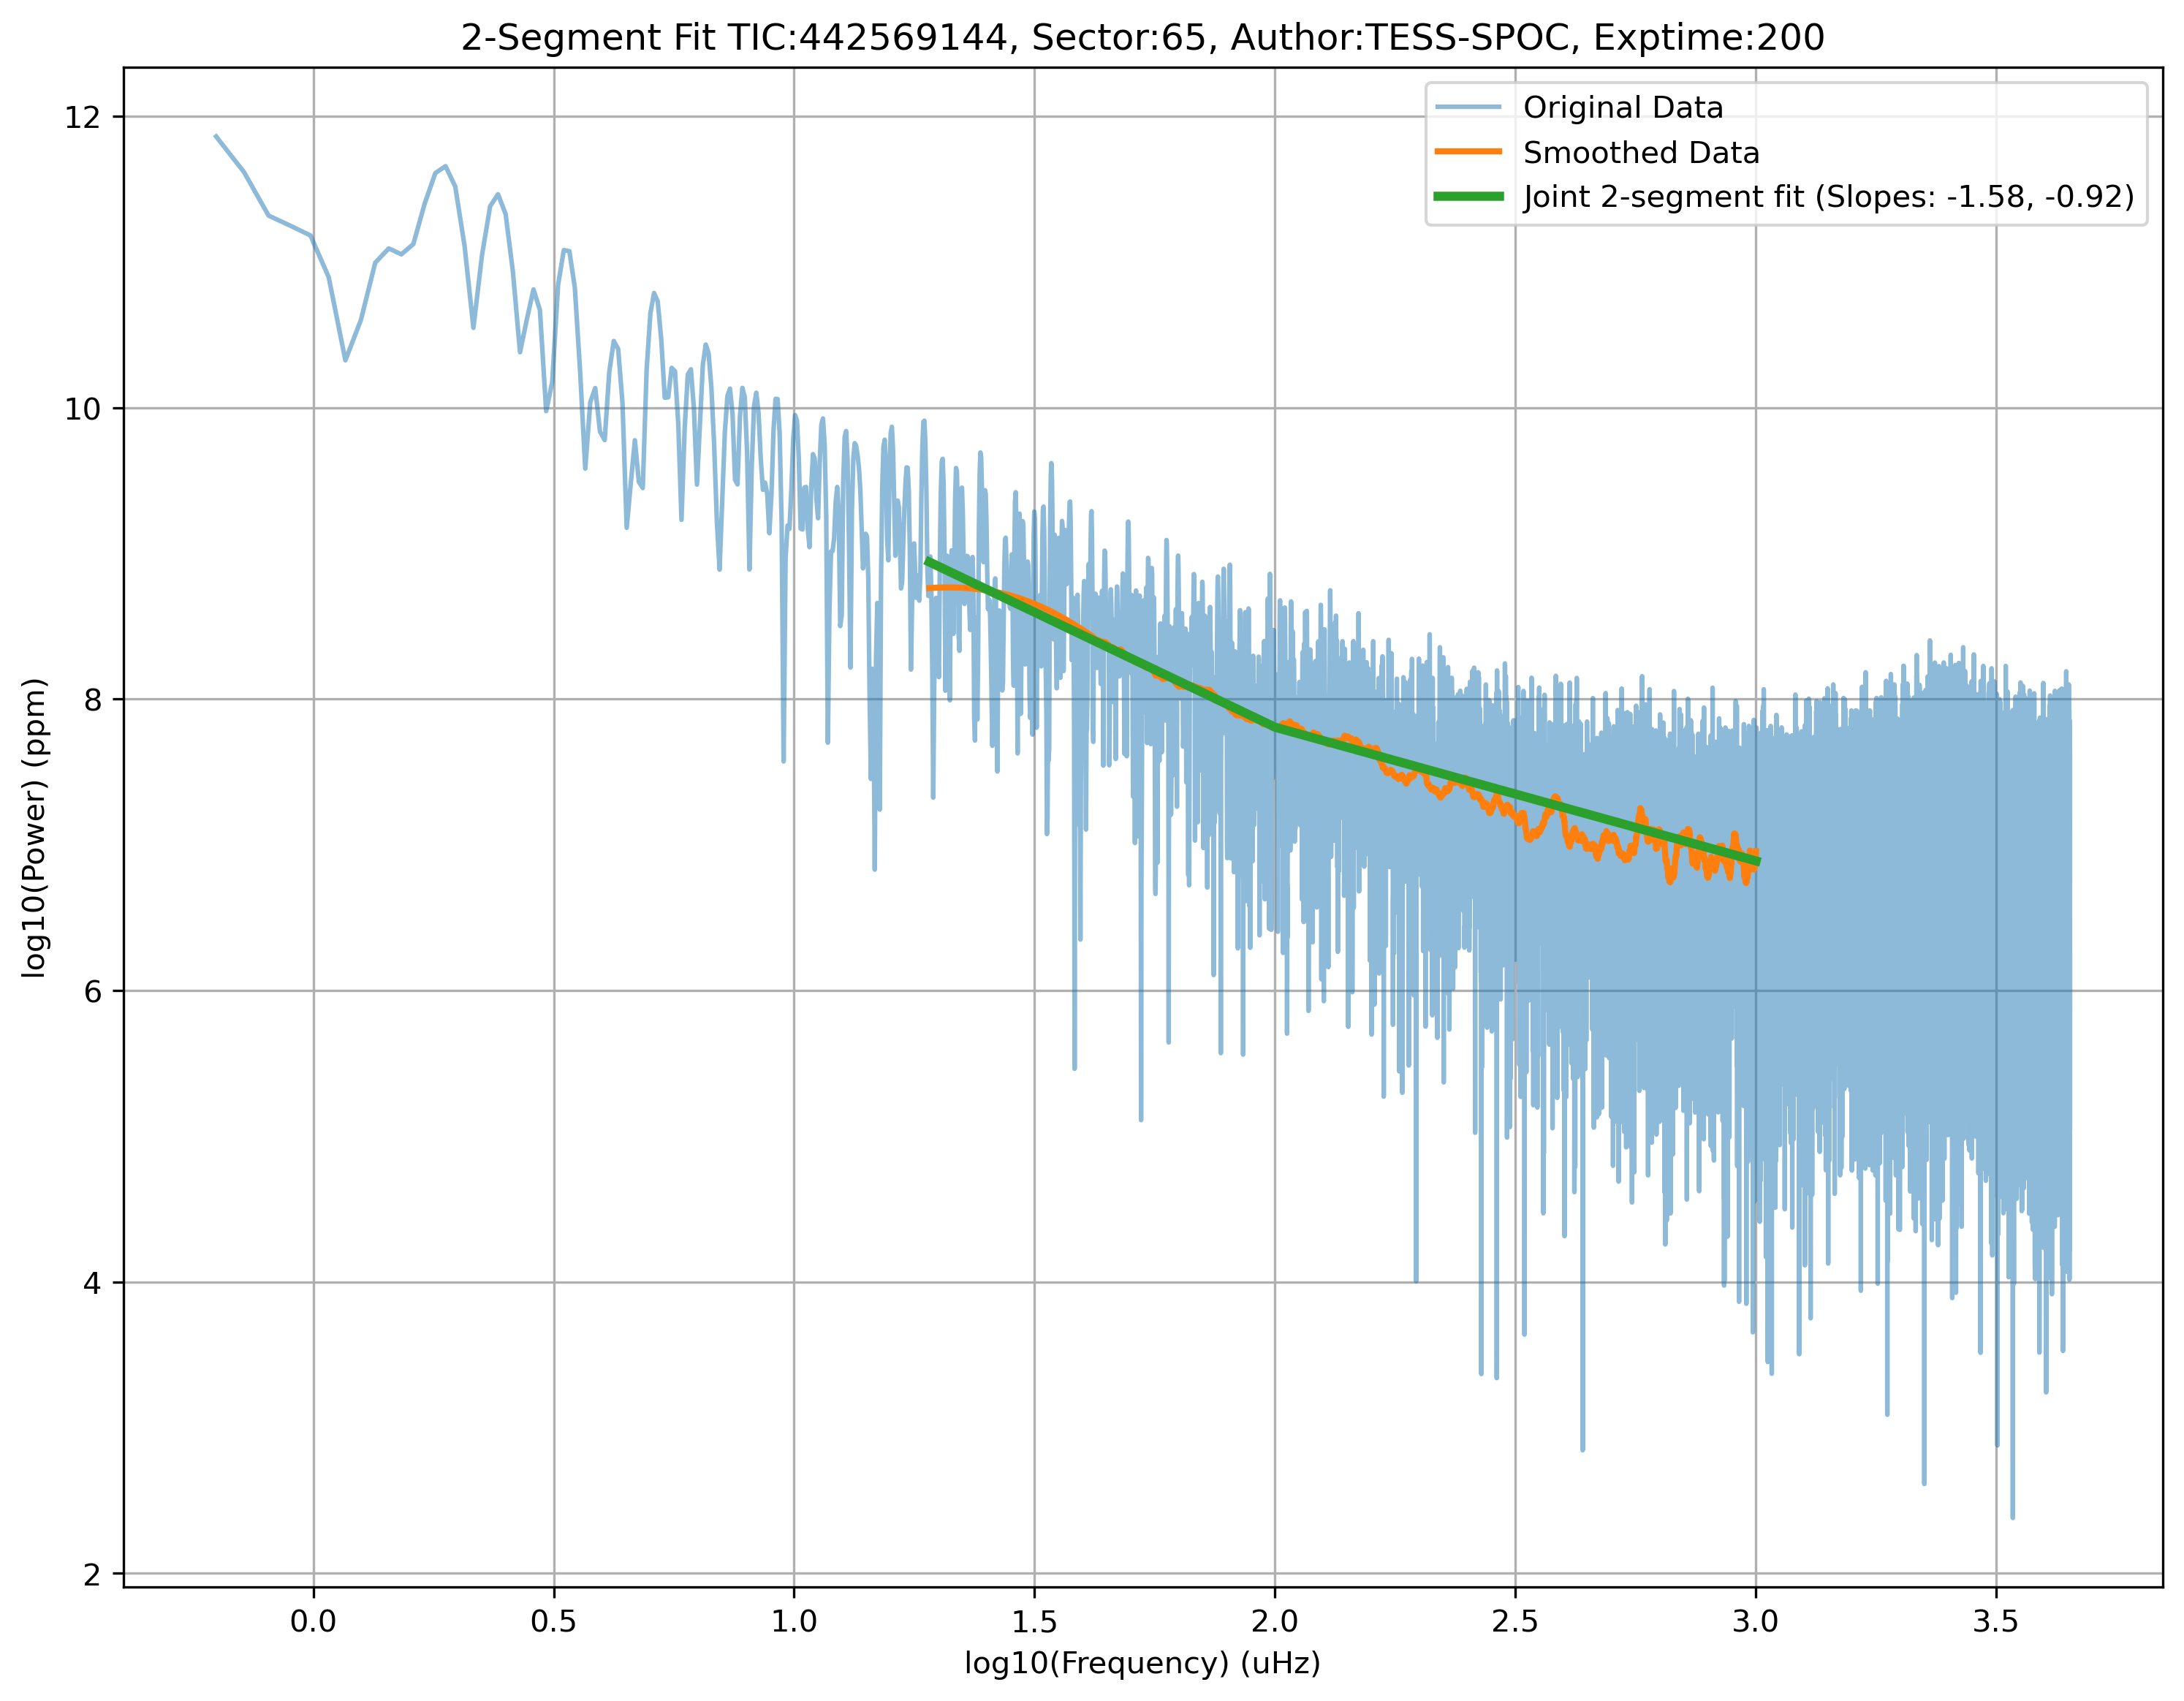 2-Segment Fit TIC:442569144, Sector:65, Author:TESS-SPOC, Exptime:200
Original Data
Smoothed Data
Joint 2-segment fit (Slopes: -1.58, -0.92)
log10(Power) (ppm)
12
10
8
6
4
2
0.0 0.5 1.0 1.5 2.0 2.5 3.0 3.5
log10(Frequency) (uHz)